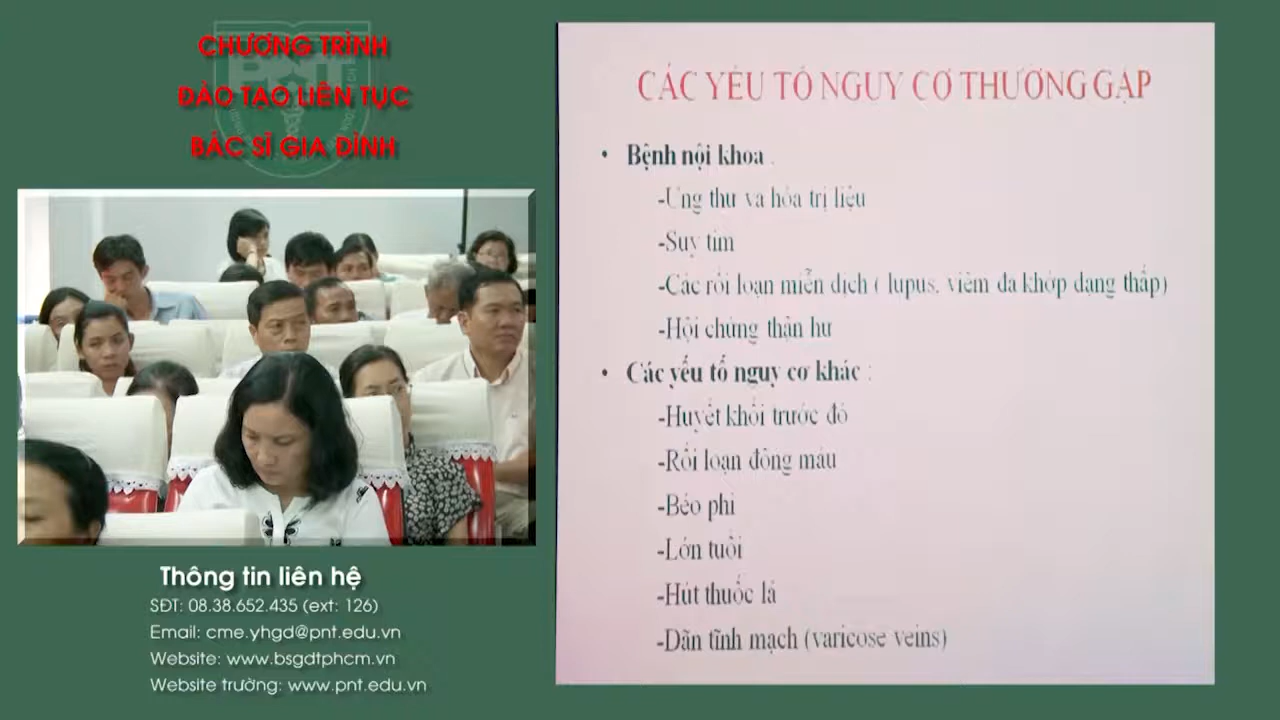 CHƯƠNG TRÌNH
ĐÀO TẠO LIÊN TỤC
BÁC SĨ GIA ĐÌNH
PNT
Thông tin liên hệ
SĐT: 08.38.652.435 (ext: 126)
Email: cme.yhgd@pnt.edu.vn
Website: www.bsgdtphcm.vn
Website trường: www.pnt.edu.vn
CÁC YẾU TỐ NGUY CƠ THƯỜNG GẶP
• Bệnh nội khoa :
-Ung thư và hóa trị liệu
-Suy tim
-Các rối loạn miễn dịch ( lupus, viêm đa khớp dạng thấp)
-Hội chứng thận hư
• Các yếu tố nguy cơ khác :
-Huyết khối trước đó
-Rối loạn đông máu
-Béo phì
-Lớn tuổi
-Hút thuốc lá
-Dãn tĩnh mạch (varicose veins)